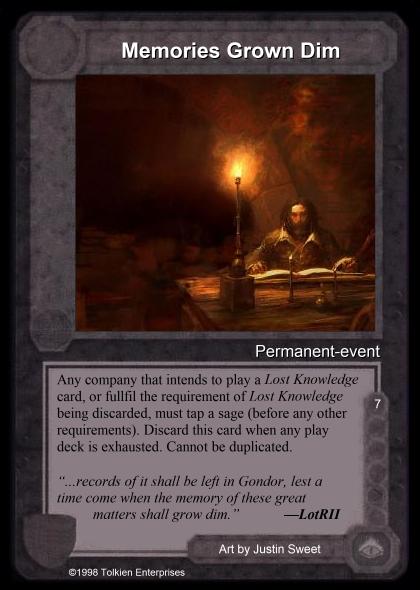 Memories Grown Dim
Permanent-event
Any company that intends to play a Lost Knowledge
card, or fullfil the requirement of Lost Knowledge
being discarded, must tap a sage (before any other
requirements). Discard this card when any play
deck is exhausted. Cannot be duplicated.
7
“...records of it shall be left in Gondor, lest a
time come when the memory of these great
matters shall grow dim.” —LotRII
Art by Justin Sweet
©1998 Tolkien Enterprises